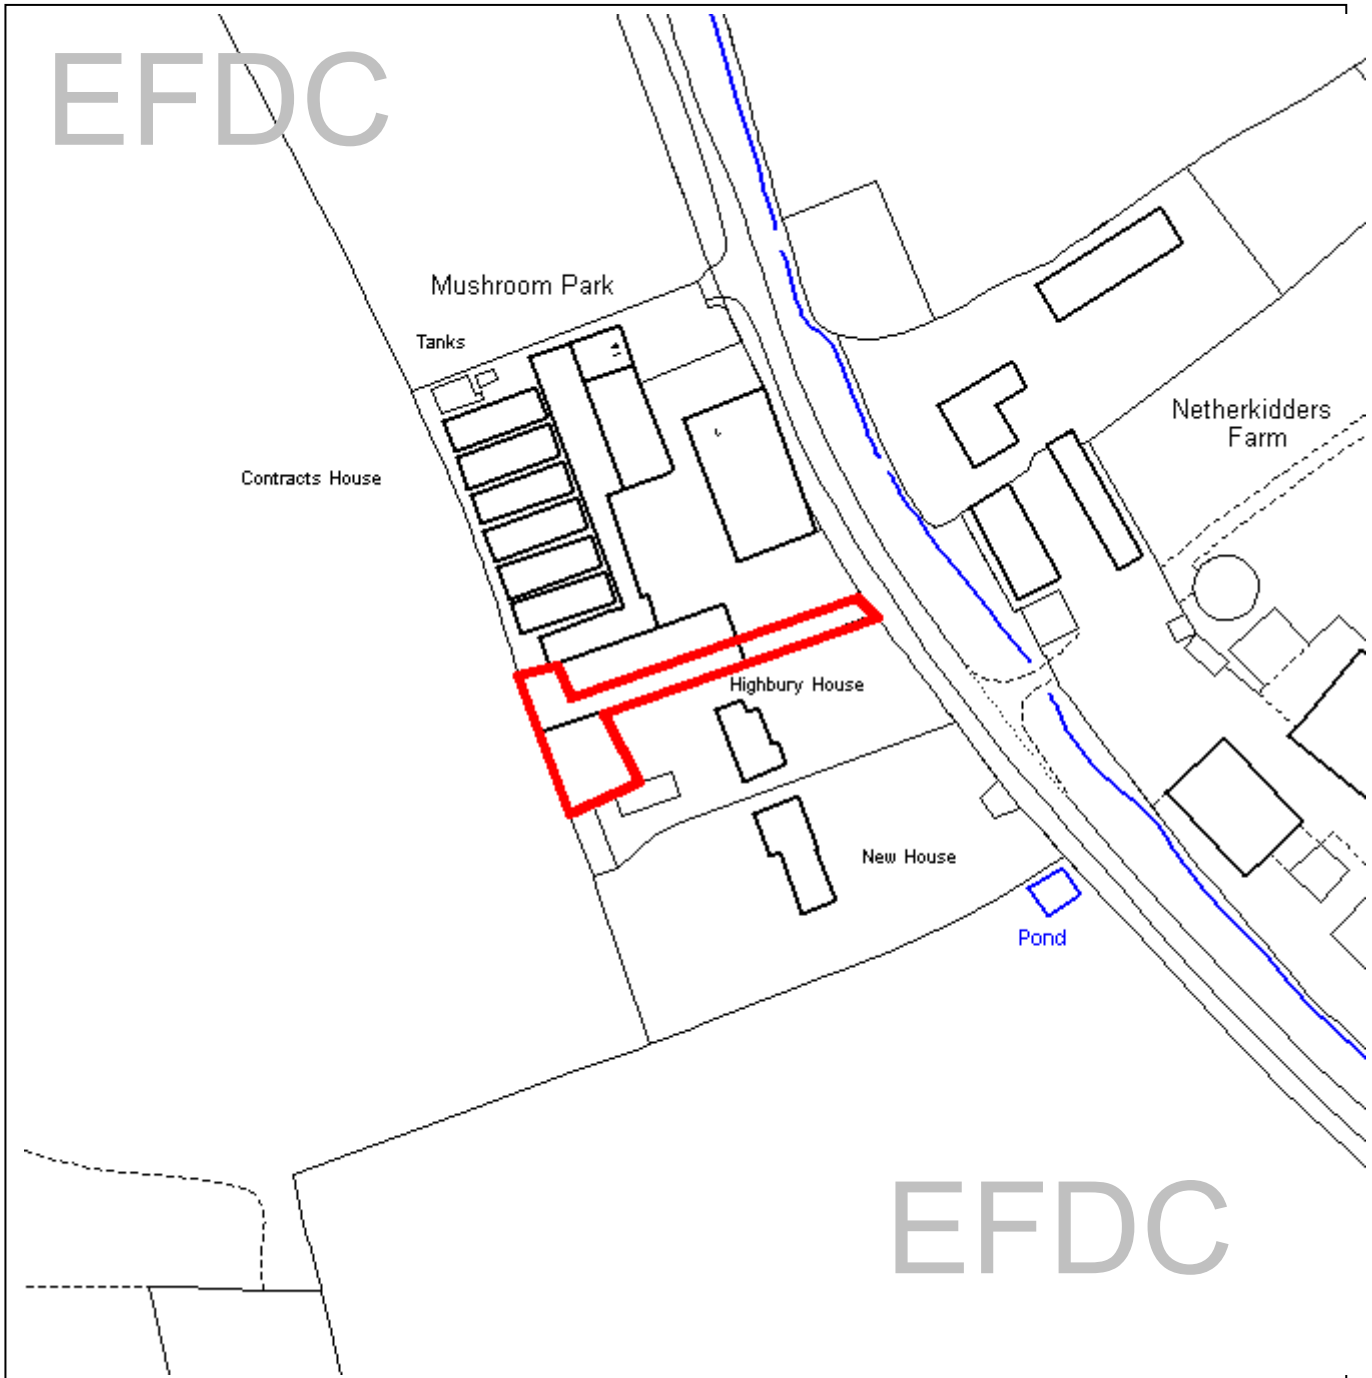 EFDC
Mushroom Park
Tanks
Netherkidders
Farm
Contracts House
Highbury House
New House
Pond
EFDC